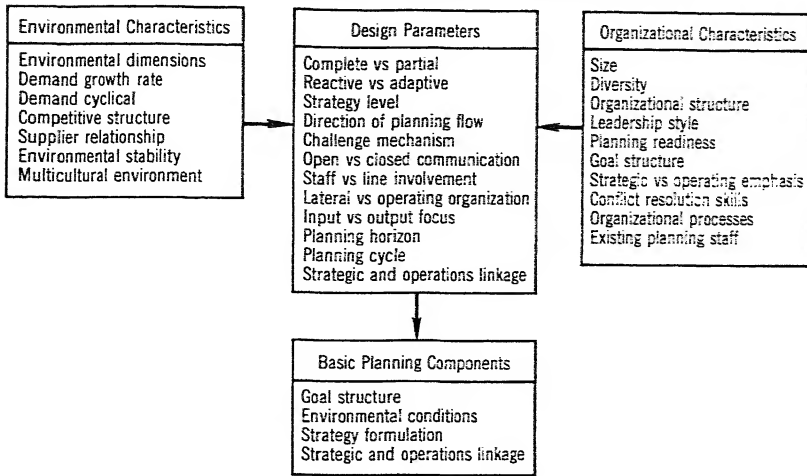 Environmental Characteristics
Environmental dimensions
Demand growth rate
Demand cyclical
Competitive structure
Supplier relationship
Environmental stability
Multicultural environment
Design Parameters
Complete vs partial
Reactive vs adaptive
Strategy level
Direction of planning flow
Challenge mechanism
Open vs closed communication
Staff vs line involvement
Lateral vs operating organization
Input vs output focus
Planning horizon
Planning cycle
Strategic and operations linkage
Organizational Characteristics
Size
Diversity
Organizational structure
Leadership style
Planning readiness
Goal structure
Strategic vs operating emphasis
Conflict resolution skills
Organizational processes
Existing planning staff
Basic Planning Components
Goal structure
Environmental conditions
Strategy formulation
Strategic and operations linkage